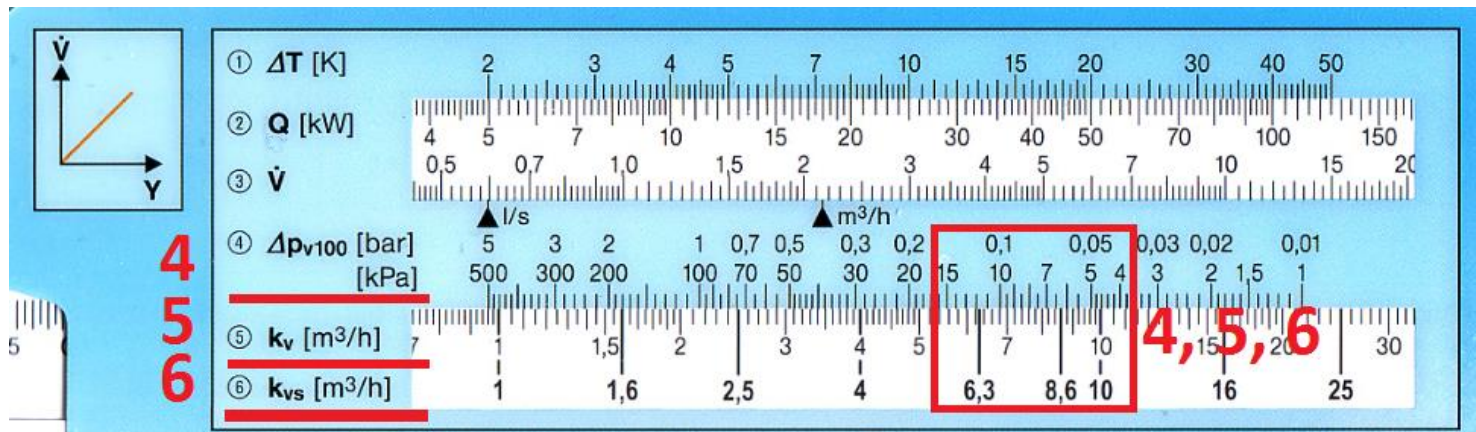 V̇
Y
① ΔT [K] 2 3 4 5 7 10 15 20 30 40 50
② Q [kW] 4 5 7 10 15 20 30 40 50 70 100 150
③ V̇ 0,5 0,7 1,0 1,5 2 3 4 5 7 10 15 20
l/s m³/h
4 ④ Δpv100 [bar] 5 3 2 1 0,7 0,5 0,3 0,2 0,1 0,05 0,03 0,02 0,01
[kPa] 500 300 200 100 70 50 30 20 15 10 7 5 4 3 2 1,5 1
5 5 ⑤ kv [m³/h] 7 1 1,5 2 3 4 5 7 10 15 20 30
4, 5, 6
6 ⑥ kvs [m³/h] 1 1,6 2,5 4 6,3 8,6 10 16 25